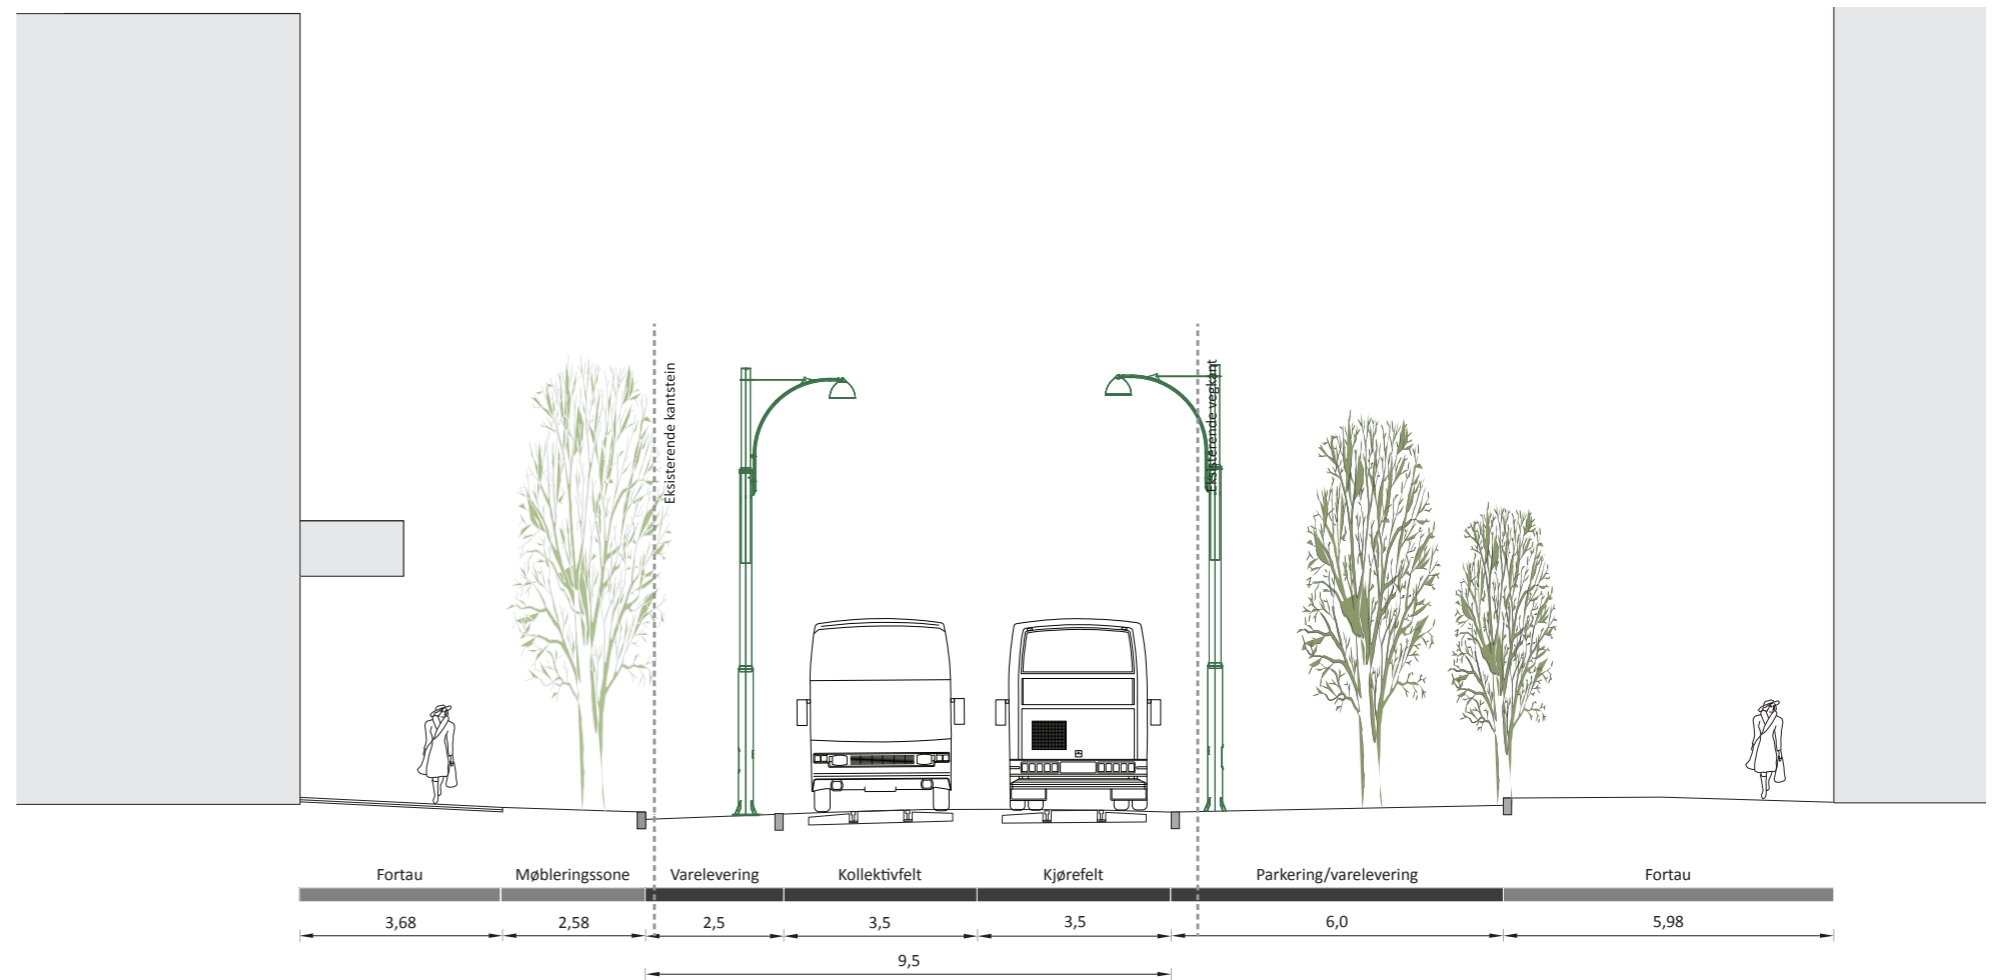 Eksisterende kantstein
Eksisterende vegkant
Fortau
Møbleringssone
Varelevering
Kollektivfelt
Kjørefelt
Parkering/varelevering
Fortau
3,68
2,58
2,5
3,5
3,5
6,0
5,98
9,5